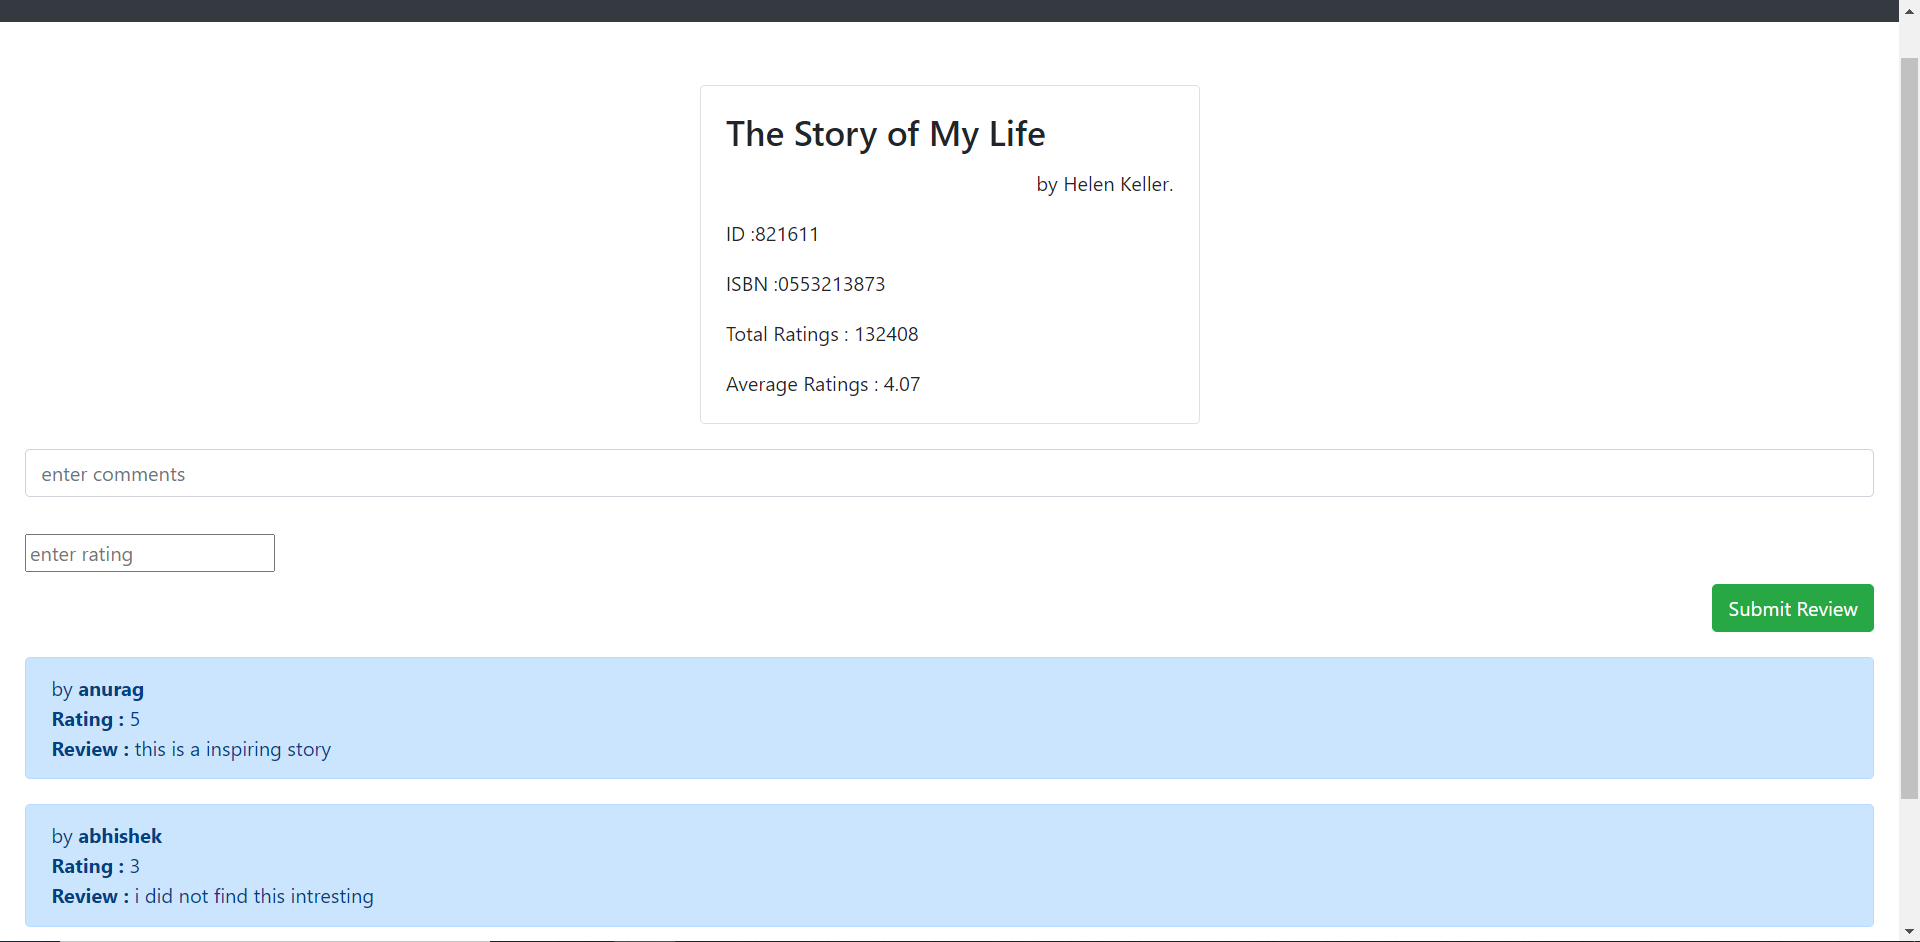 The Story of My Life
by Helen Keller.
ID :821611
ISBN :0553213873
Total Ratings : 132408
Average Ratings : 4.07
enter comments
enter rating
Submit Review
by anurag
Rating : 5
Review : this is a inspiring story
by abhishek
Rating : 3
Review : i did not find this intresting